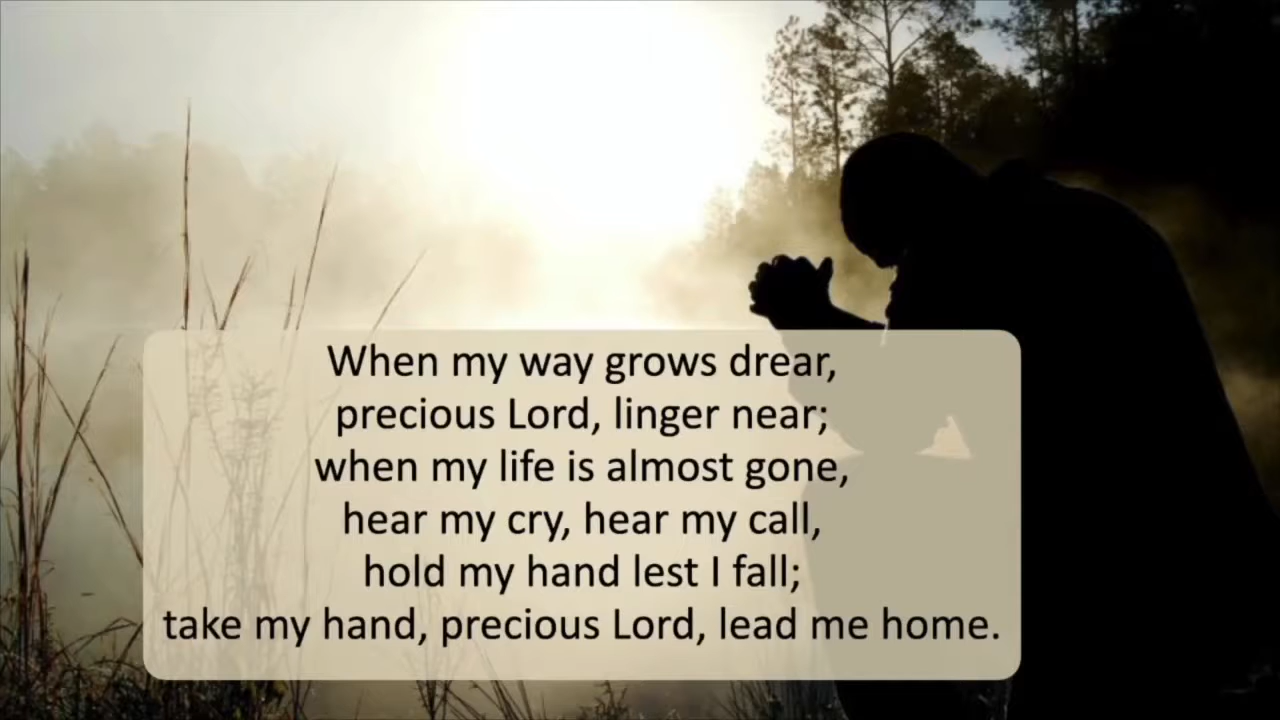 When my way grows drear,
precious Lord, linger near;
when my life is almost gone,
hear my cry, hear my call,
hold my hand lest I fall;
take my hand, precious Lord, lead me home.